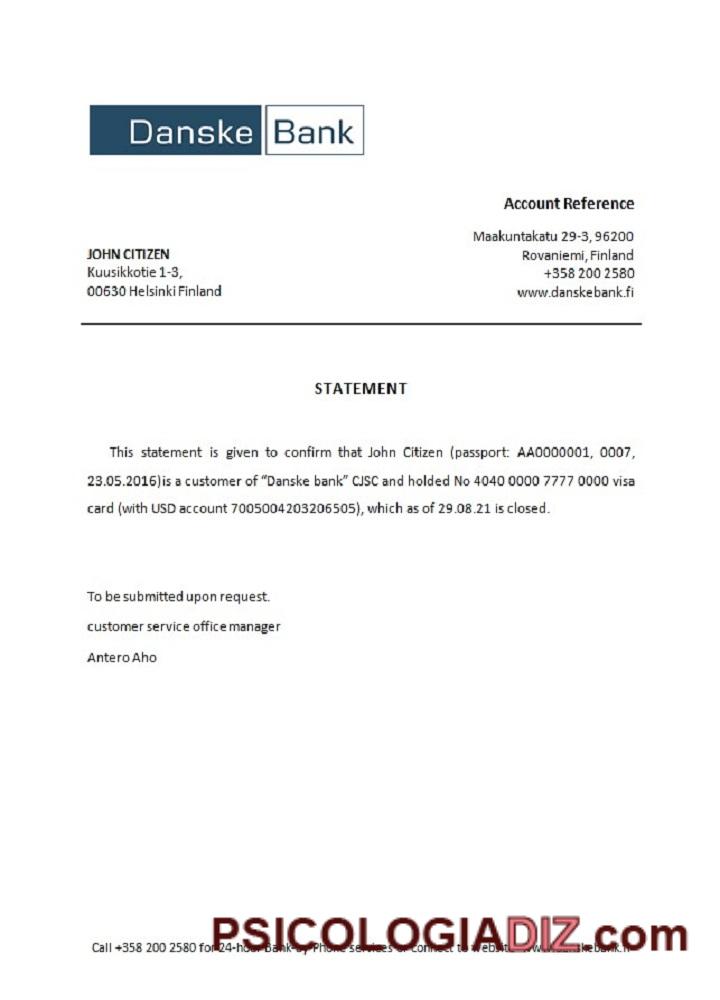 Danske Bank
Account Reference
Maakuntakatu 29-3, 96200
Rovaniemi, Finland
+358 200 2580
www.danskebank.fi
JOHN CITIZEN
Kuusikkotie 1-3,
00630 Helsinki Finland
STATEMENT
This statement is given to confirm that John Citizen (passport: AA0000001, 0007,
23.05.2016)is a customer of “Danske bank” CJSC and holded No 4040 0000 7777 0000 visa
card (with USD account 7005004203206505), which as of 29.08.21 is closed.
To be submitted upon request.
customer service office manager
Antero Aho
Call +358 200 2580 for 24-hour Bank-by Phone services or connect to website www.danskebank.fi
PSICOLOGIADIZ.com